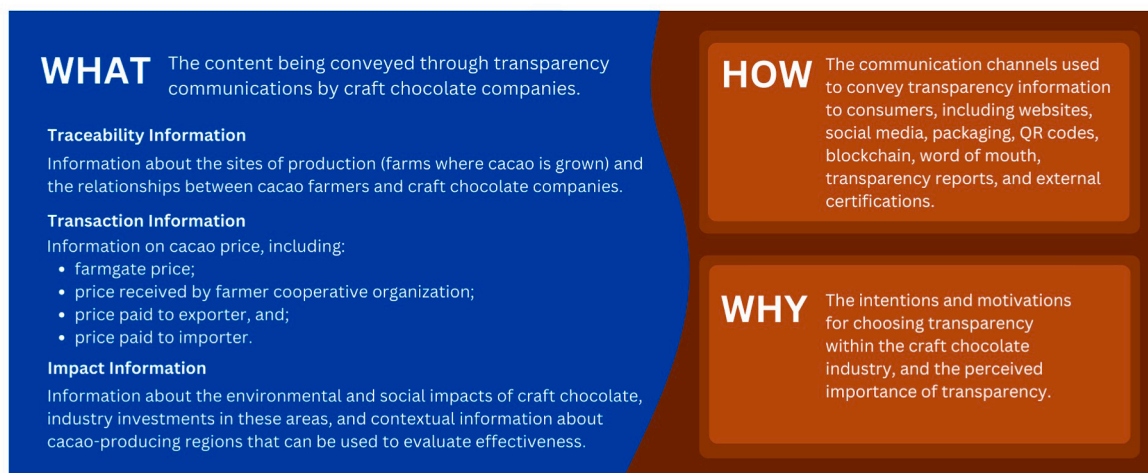 WHAT
The content being conveyed through transparency
communications by craft chocolate companies.
Traceability Information
Information about the sites of production (farms where cacao is grown) and
the relationships between cacao farmers and craft chocolate companies.
Transaction Information
Information on cacao price, including:
• farmgate price;
• price received by farmer cooperative organization;
• price paid to exporter, and;
• price paid to importer.
Impact Information
Information about the environmental and social impacts of craft chocolate,
industry investments in these areas, and contextual information about
cacao-producing regions that can be used to evaluate effectiveness.
HOW
The communication channels used
to convey transparency information
to consumers, including websites,
social media, packaging, QR codes,
blockchain, word of mouth,
transparency reports, and external
certifications.
WHY
The intentions and motivations
for choosing transparency
within the craft chocolate
industry, and the perceived
importance of transparency.